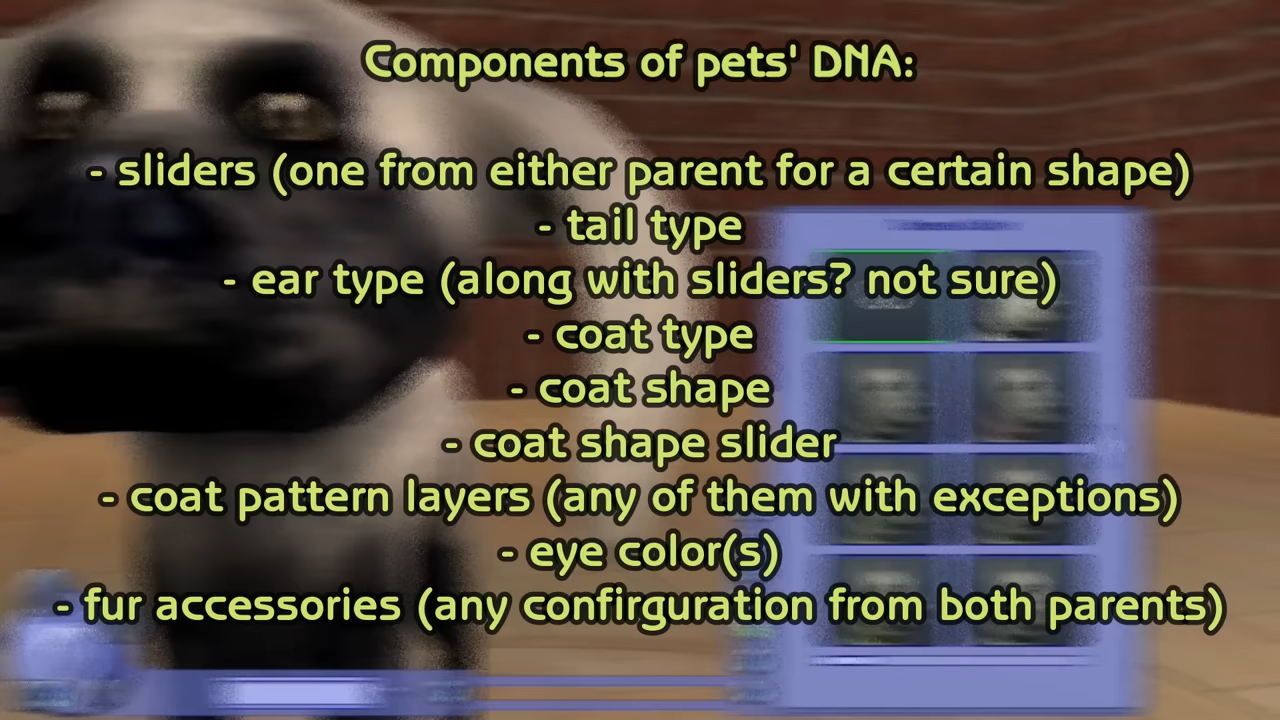 Components of pets' DNA:
- sliders (one from either parent for a certain shape)
- tail type
- ear type (along with sliders? not sure)
- coat type
- coat shape
- coat shape slider
- coat pattern layers (any of them with exceptions)
- eye color(s)
- fur accessories (any confirguration from both parents)